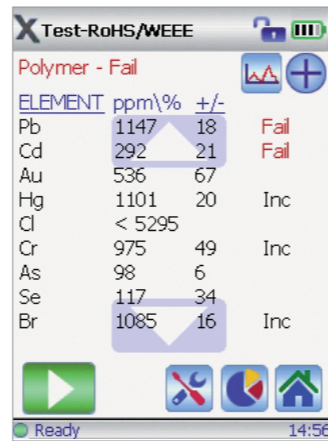 X Test-RoHS/WEEE
Polymer - Fail
ELEMENT ppm\% +/-
Pb 1147 18 Fail
Cd 292 21 Fail
Au 536 67
Hg 1101 20 Inc
Cl < 5295
Cr 975 49 Inc
As 98 6
Se 117 34
Br 1085 16 Inc
Ready 14:56